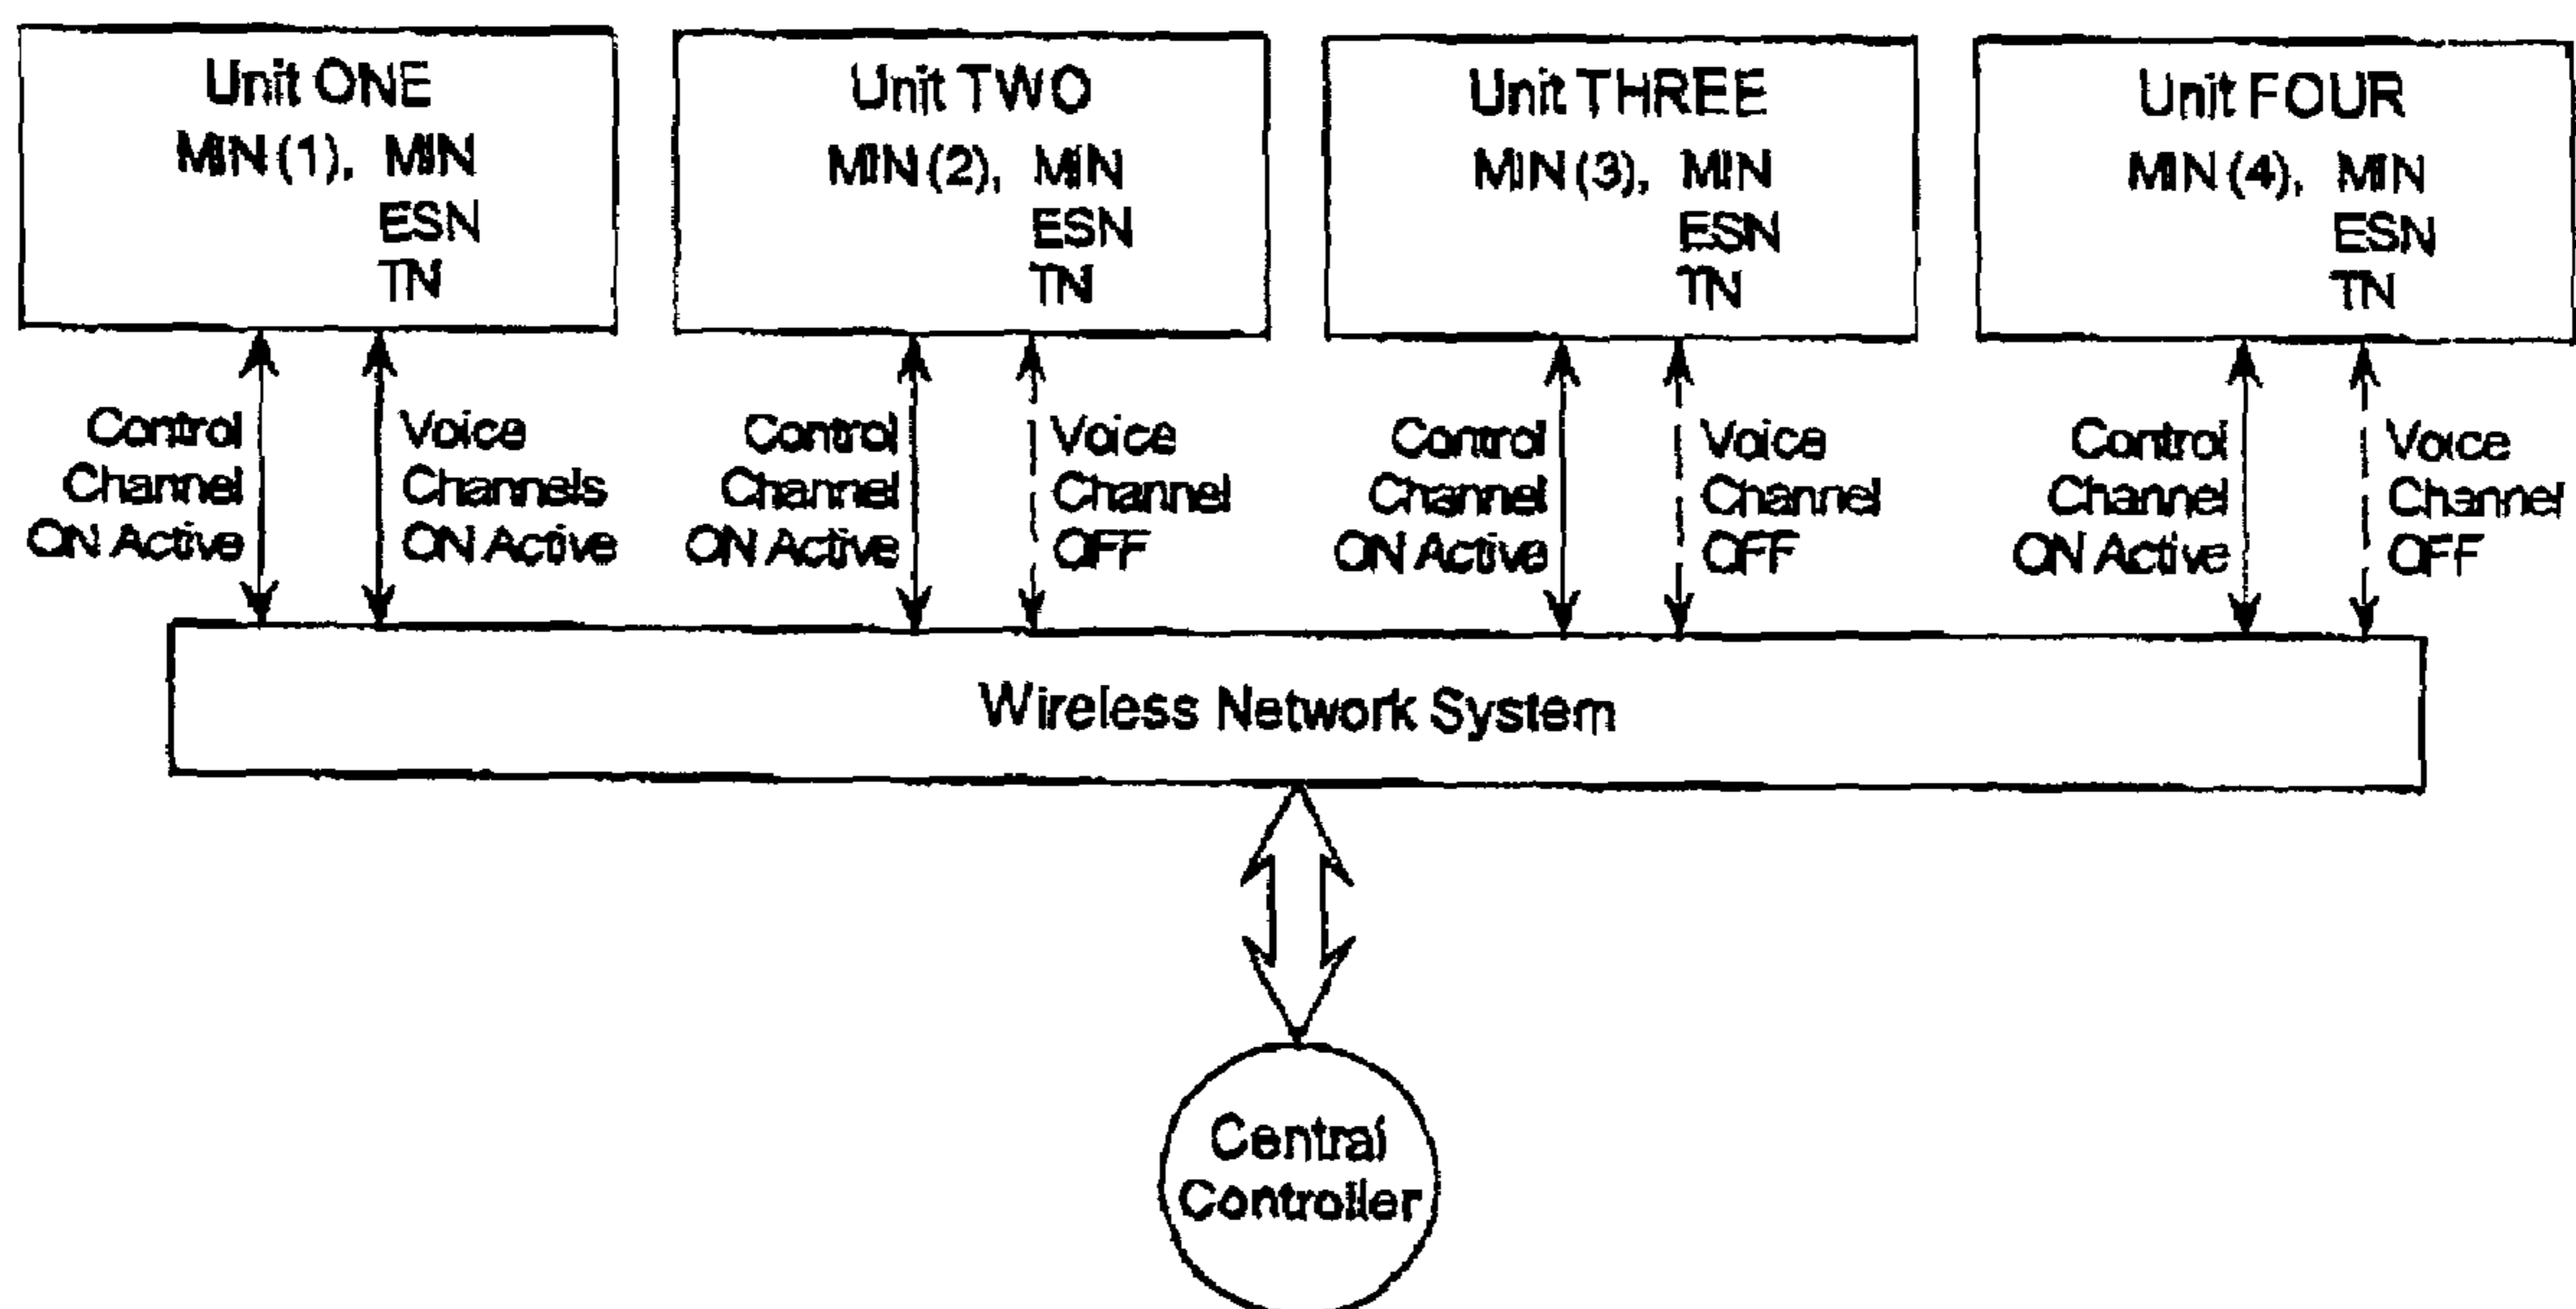 Unit ONE
MIN (1), MIN
ESN
TN
Unit TWO
MIN (2), MIN
ESN
TN
Unit THREE
MIN (3), MIN
ESN
TN
Unit FOUR
MIN (4), MIN
ESN
TN
Control
Channel
ON Active
Voice
Channels
ON Active
Control
Channel
ON Active
Voice
Channel
OFF
Control
Channel
ON Active
Voice
Channel
OFF
Control
Channel
ON Active
Voice
Channel
OFF
Wireless Network System
Central
Controller